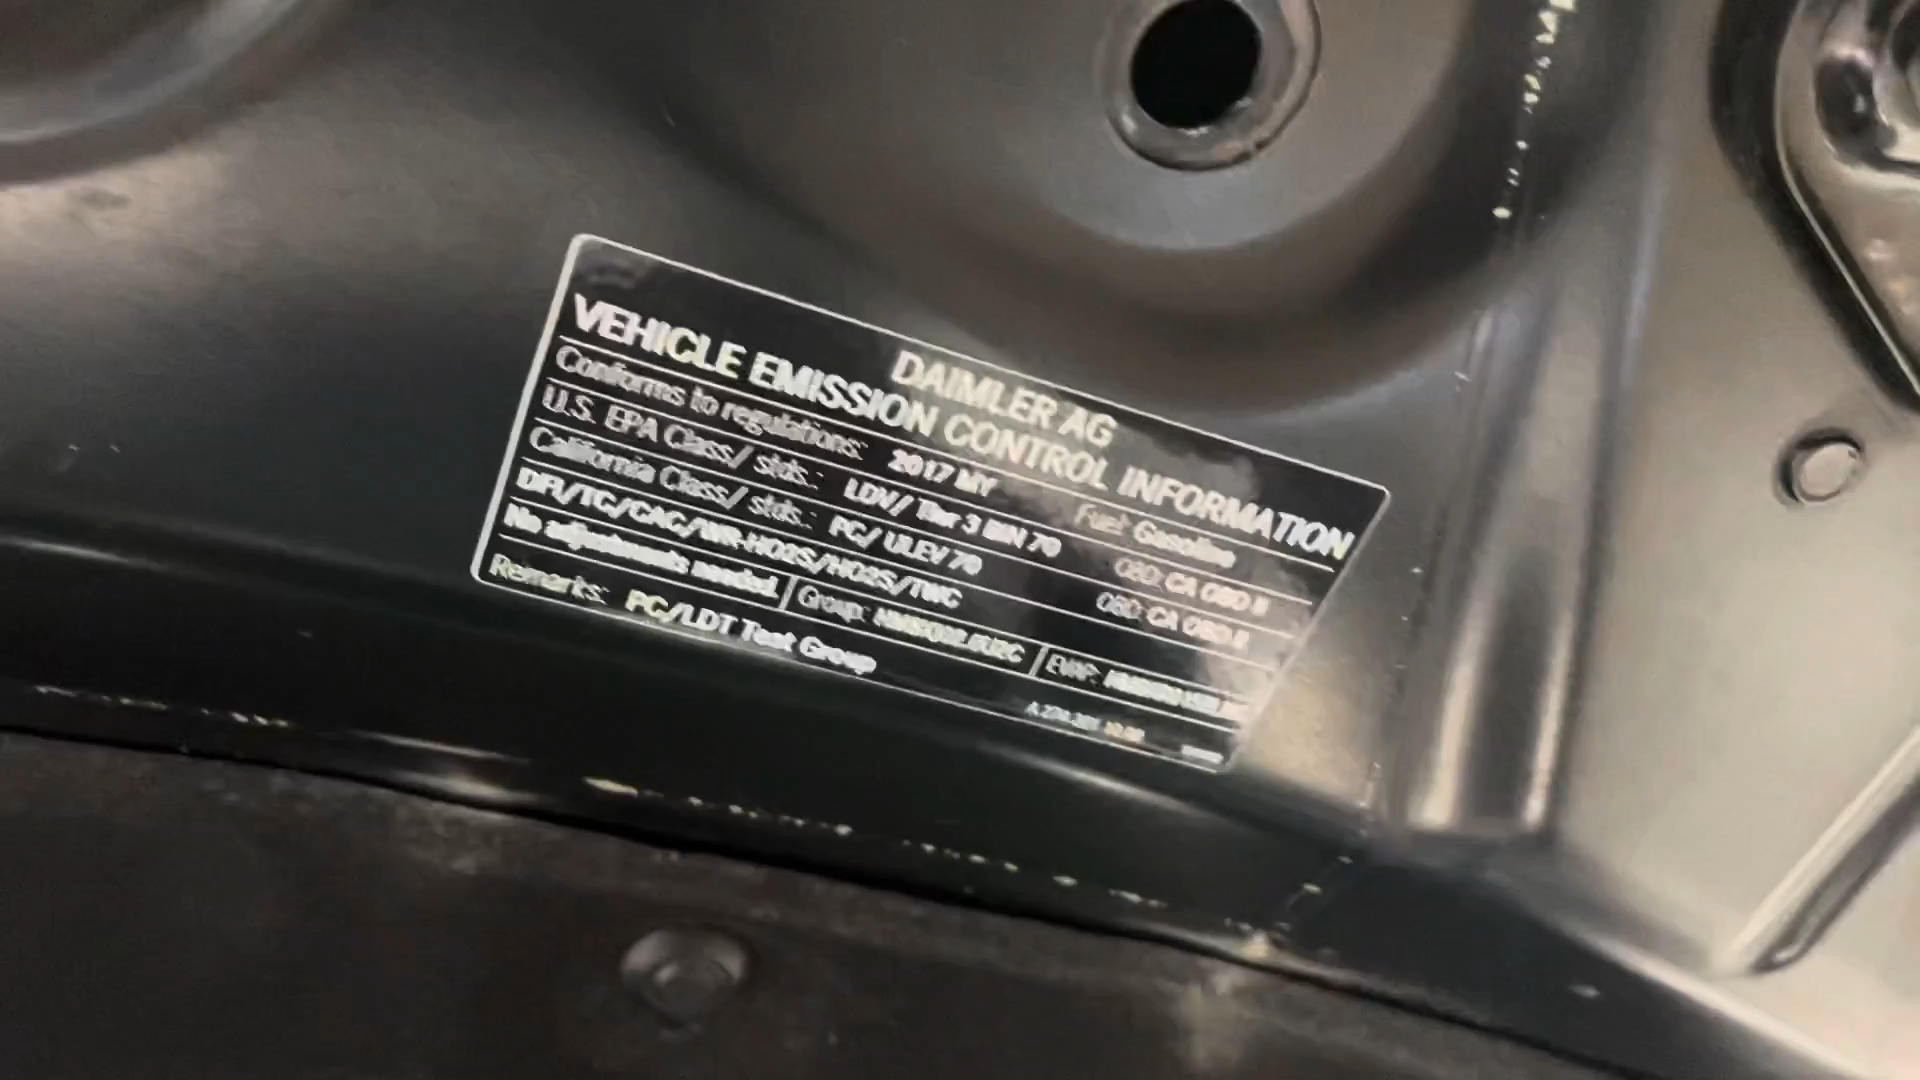 DAIMLER AG
VEHICLE EMISSION CONTROL INFORMATION
Conforms to regulations: 2017 MY Fuel: Gasoline
U.S. EPA Class/ stds.: LDV/ Tier 3 BIN 70 OBD: CA OBD II
California Class/ stds.: PC/ ULEV 70 OBD: CA OBD II
DFI/TC/CAC/WR-HO2S/HO2S/TWC
No adjustments needed. Group: EVAP:
Remarks: PC/LDT Test Group